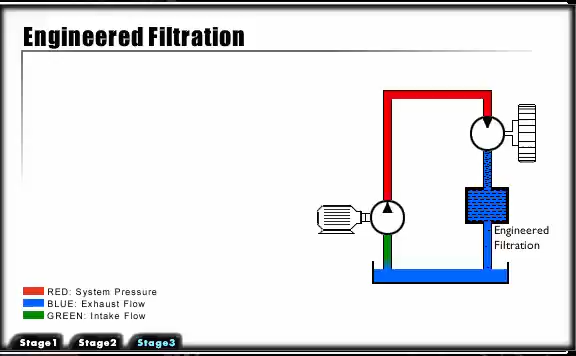 Engineered Filtration
Engineered
Filtration
RED: System Pressure
BLUE: Exhaust Flow
GREEN: Intake Flow
Stage1 Stage2 Stage3